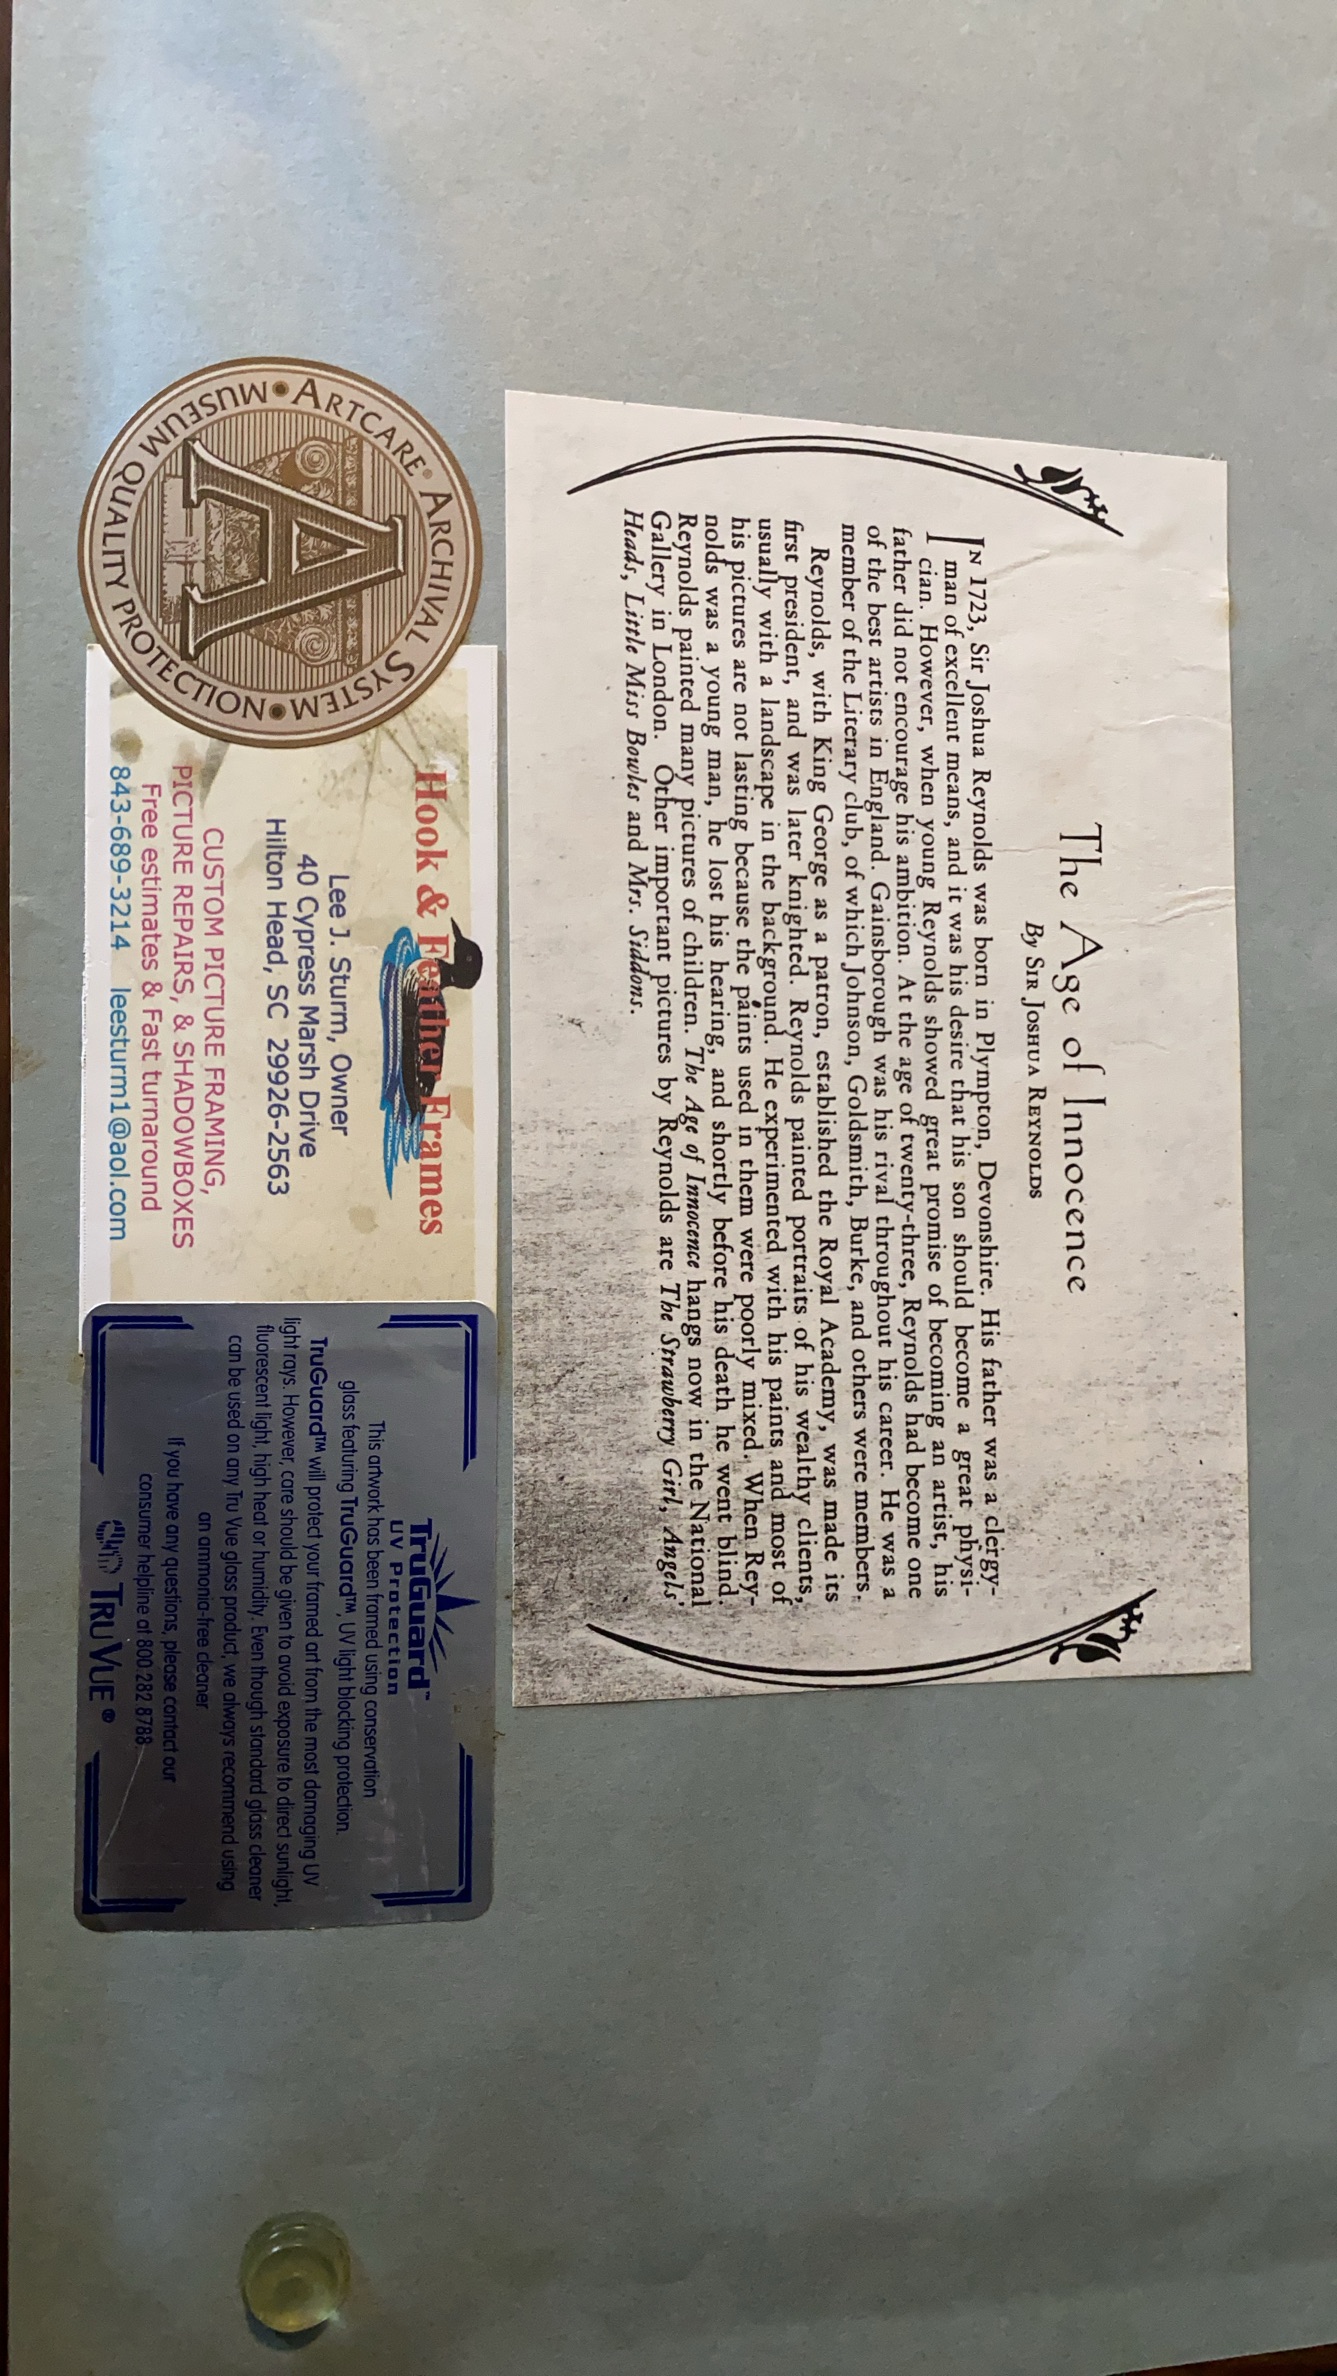 The Age of Innocence
By Sir Joshua Reynolds
In 1723, Sir Joshua Reynolds was born in Plympton, Devonshire. His father was a clergy-
man of excellent means, and it was his desire that his son should become a great physi-
cian. However, when young Reynolds showed great promise of becoming an artist, his
father did not encourage his ambition. At the age of twenty-three, Reynolds had become one
of the best artists in England. Gainsborough was his rival throughout his career. He was a
member of the Literary club, of which Johnson, Goldsmith, Burke, and others were members.
Reynolds, with King George as a patron, established the Royal Academy, was made its
first president, and was later knighted. Reynolds painted portraits of his wealthy clients,
usually with a landscape in the background. He experimented with his paints and most of
his pictures are not lasting because the paints used in them were poorly mixed. When Rey-
nolds was a young man, he lost his hearing, and shortly before his death he went blind.
Reynolds painted many pictures of children. The Age of Innocence hangs now in the National
Gallery in London. Other important pictures by Reynolds are The Strawberry Girl, Angels'
Heads, Little Miss Bowles and Mrs. Siddons.
ARTCARE® ARCHIVAL SYSTEM • MUSEUM QUALITY PROTECTION •
A
Hook & Feather Frames
Lee J. Sturm, Owner
40 Cypress Marsh Drive
Hilton Head, SC 29926-2563
CUSTOM PICTURE FRAMING,
PICTURE REPAIRS, & SHADOWBOXES
Free estimates & Fast turnaround
843-689-3214 leesturm1@aol.com
TruGuard™
UV Protection
This artwork has been framed using conservation
glass featuring TruGuard™, UV light blocking protection.
TruGuard™ will protect your framed art from the most damaging UV
light rays. However, care should be given to avoid exposure to direct sunlight,
fluorescent light, high heat or humidity. Even though standard glass cleaner
can be used on any Tru Vue glass product, we always recommend using
an ammonia-free cleaner
If you have any questions, please contact our
consumer helpline at 800 282 8788.
TRU VUE®